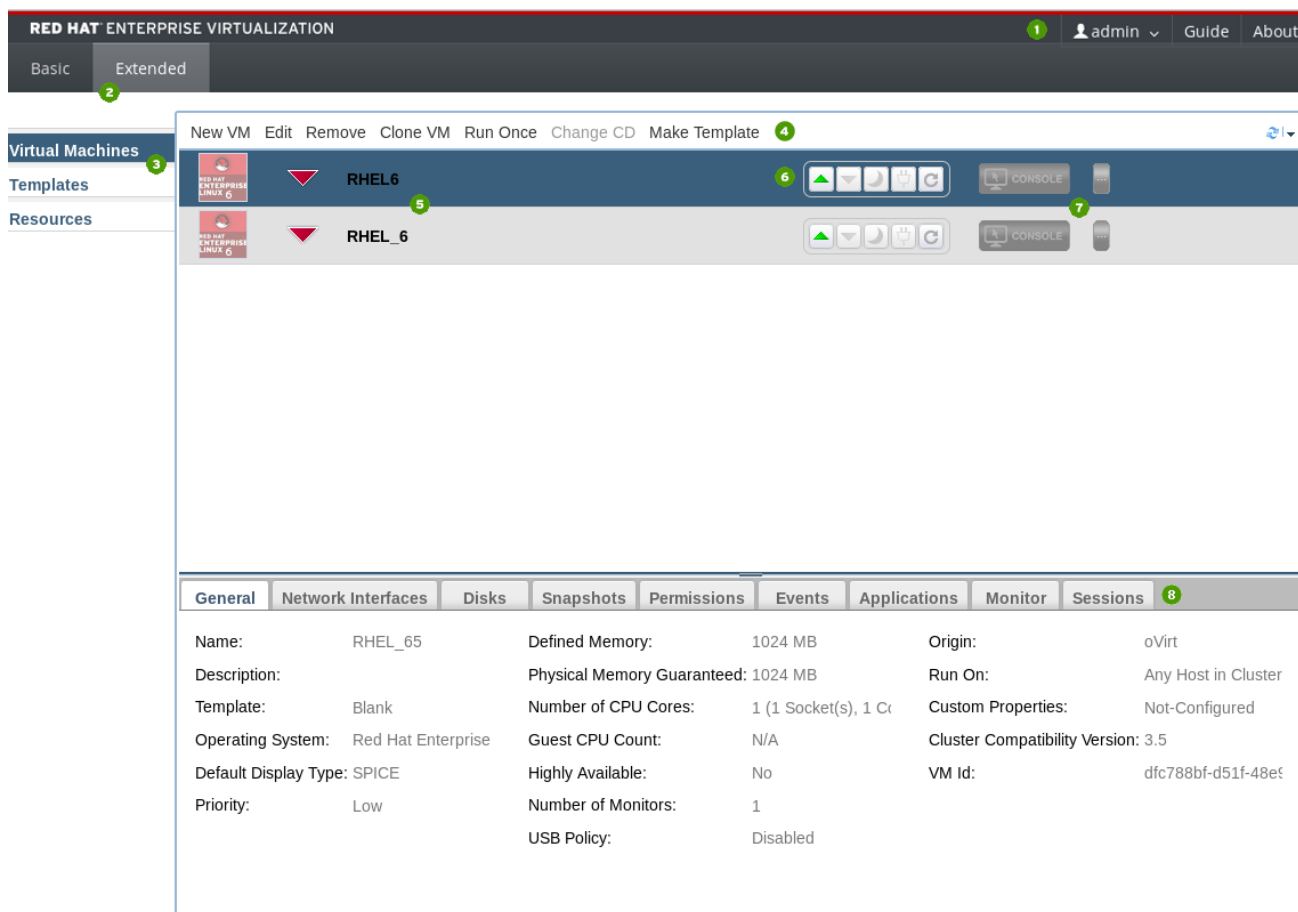 RED HAT ENTERPRISE VIRTUALIZATION
1
admin
Guide
About
Basic
Extended
2
Virtual Machines
3
Templates
Resources
New VM Edit Remove Clone VM Run Once Change CD Make Template
4
RED HAT
ENTERPRISE
LINUX 6
RHEL6
6
CONSOLE
5
7
RED HAT
ENTERPRISE
LINUX 6
RHEL_6
CONSOLE
General Network Interfaces Disks Snapshots Permissions Events Applications Monitor Sessions
8
Name: RHEL_65 Defined Memory: 1024 MB Origin: oVirt
Description: Physical Memory Guaranteed: 1024 MB Run On: Any Host in Cluster
Template: Blank Number of CPU Cores: 1 (1 Socket(s), 1 Co Custom Properties: Not-Configured
Operating System: Red Hat Enterprise Guest CPU Count: N/A Cluster Compatibility Version: 3.5
Default Display Type: SPICE Highly Available: No VM Id: dfc788bf-d51f-48e9
Priority: Low Number of Monitors: 1
USB Policy: Disabled